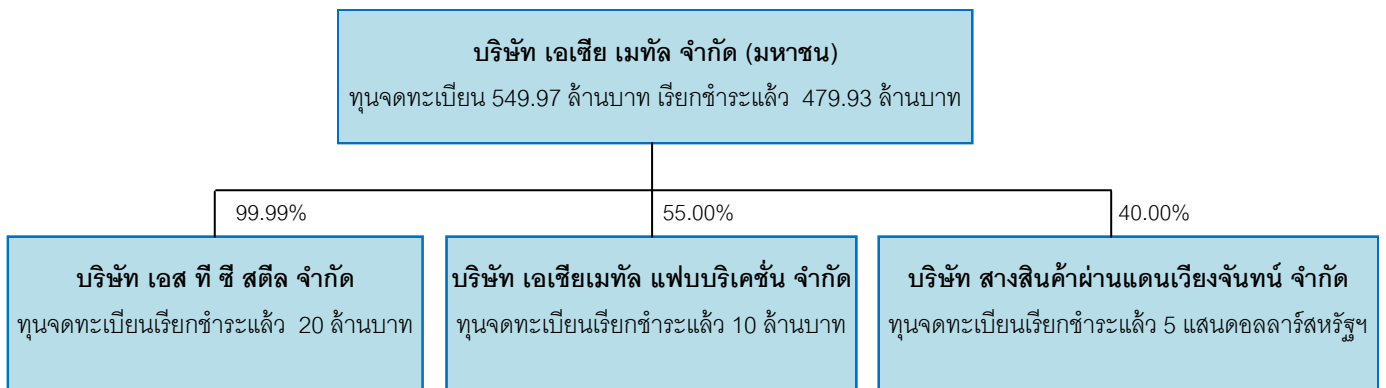 บริษัท เอเซีย เมทัล จำกัด (มหาชน)
ทุนจดทะเบียน 549.97 ล้านบาท เรียกชำระแล้ว 479.93 ล้านบาท
99.99%
55.00%
40.00%
บริษัท เอส ที ซี สตีล จำกัด
ทุนจดทะเบียนเรียกชำระแล้ว 20 ล้านบาท
บริษัท เอเชียเมทัล แฟบบริเคชั่น จำกัด
ทุนจดทะเบียนเรียกชำระแล้ว 10 ล้านบาท
บริษัท สางสินค้าผ่านแดนเวียงจันทน์ จำกัด
ทุนจดทะเบียนเรียกชำระแล้ว 5 แสนดอลลาร์สหรัฐฯ